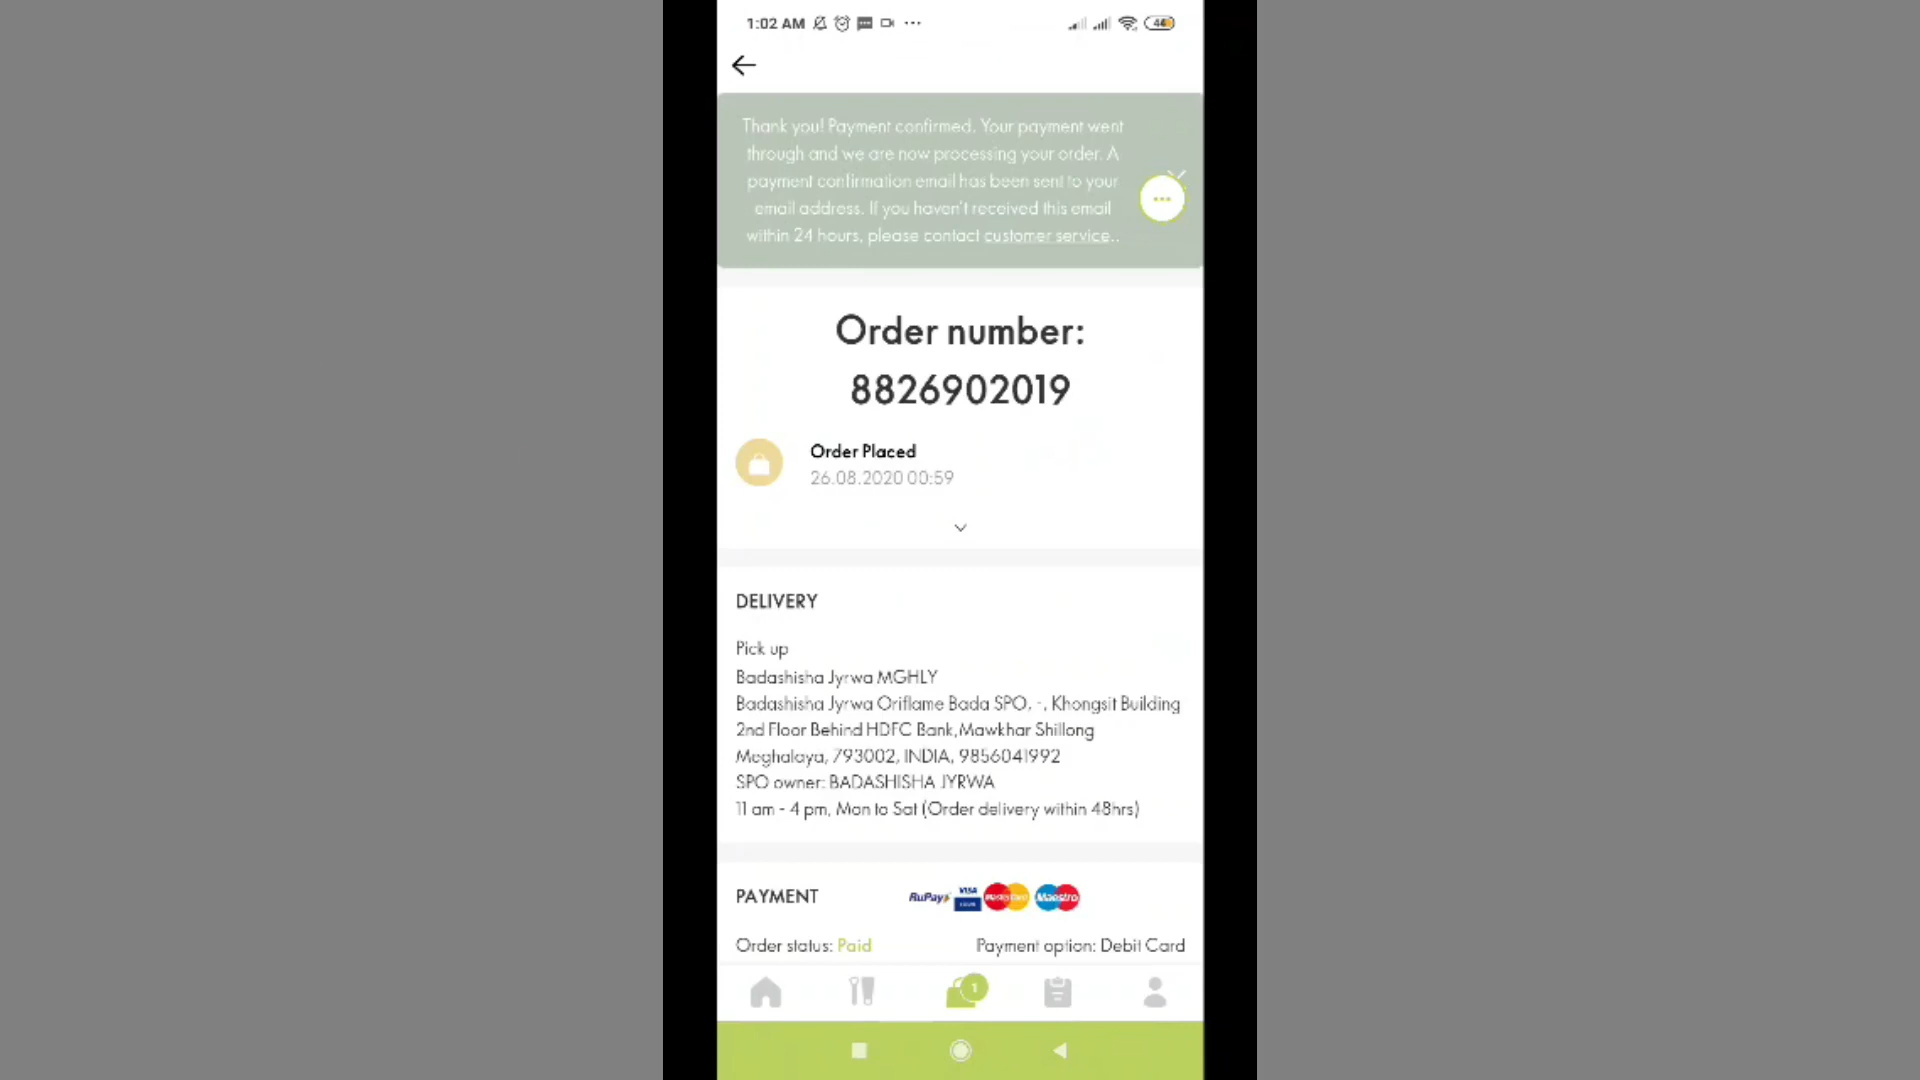 1:02 AM
Thank you! Payment confirmed. Your payment went
through and we are now processing your order. A
payment confirmation email has been sent to your
email address. If you haven't received this email
within 24 hours, please contact customer service..
Order number:
8826902019
Order Placed
26.08.2020 00:59
DELIVERY
Pick up
Badashisha Jyrwa MGHLY
Badashisha Jyrwa Oriflame Bada SPO, -, Khongsit Building
2nd Floor Behind HDFC Bank,Mawkhar Shillong
Meghalaya, 793002, INDIA, 9856041992
SPO owner: BADASHISHA JYRWA
11 am - 4 pm, Mon to Sat (Order delivery within 48hrs)
PAYMENT RuPay VISA MasterCard Maestro
Order status: Paid Payment option: Debit Card
1